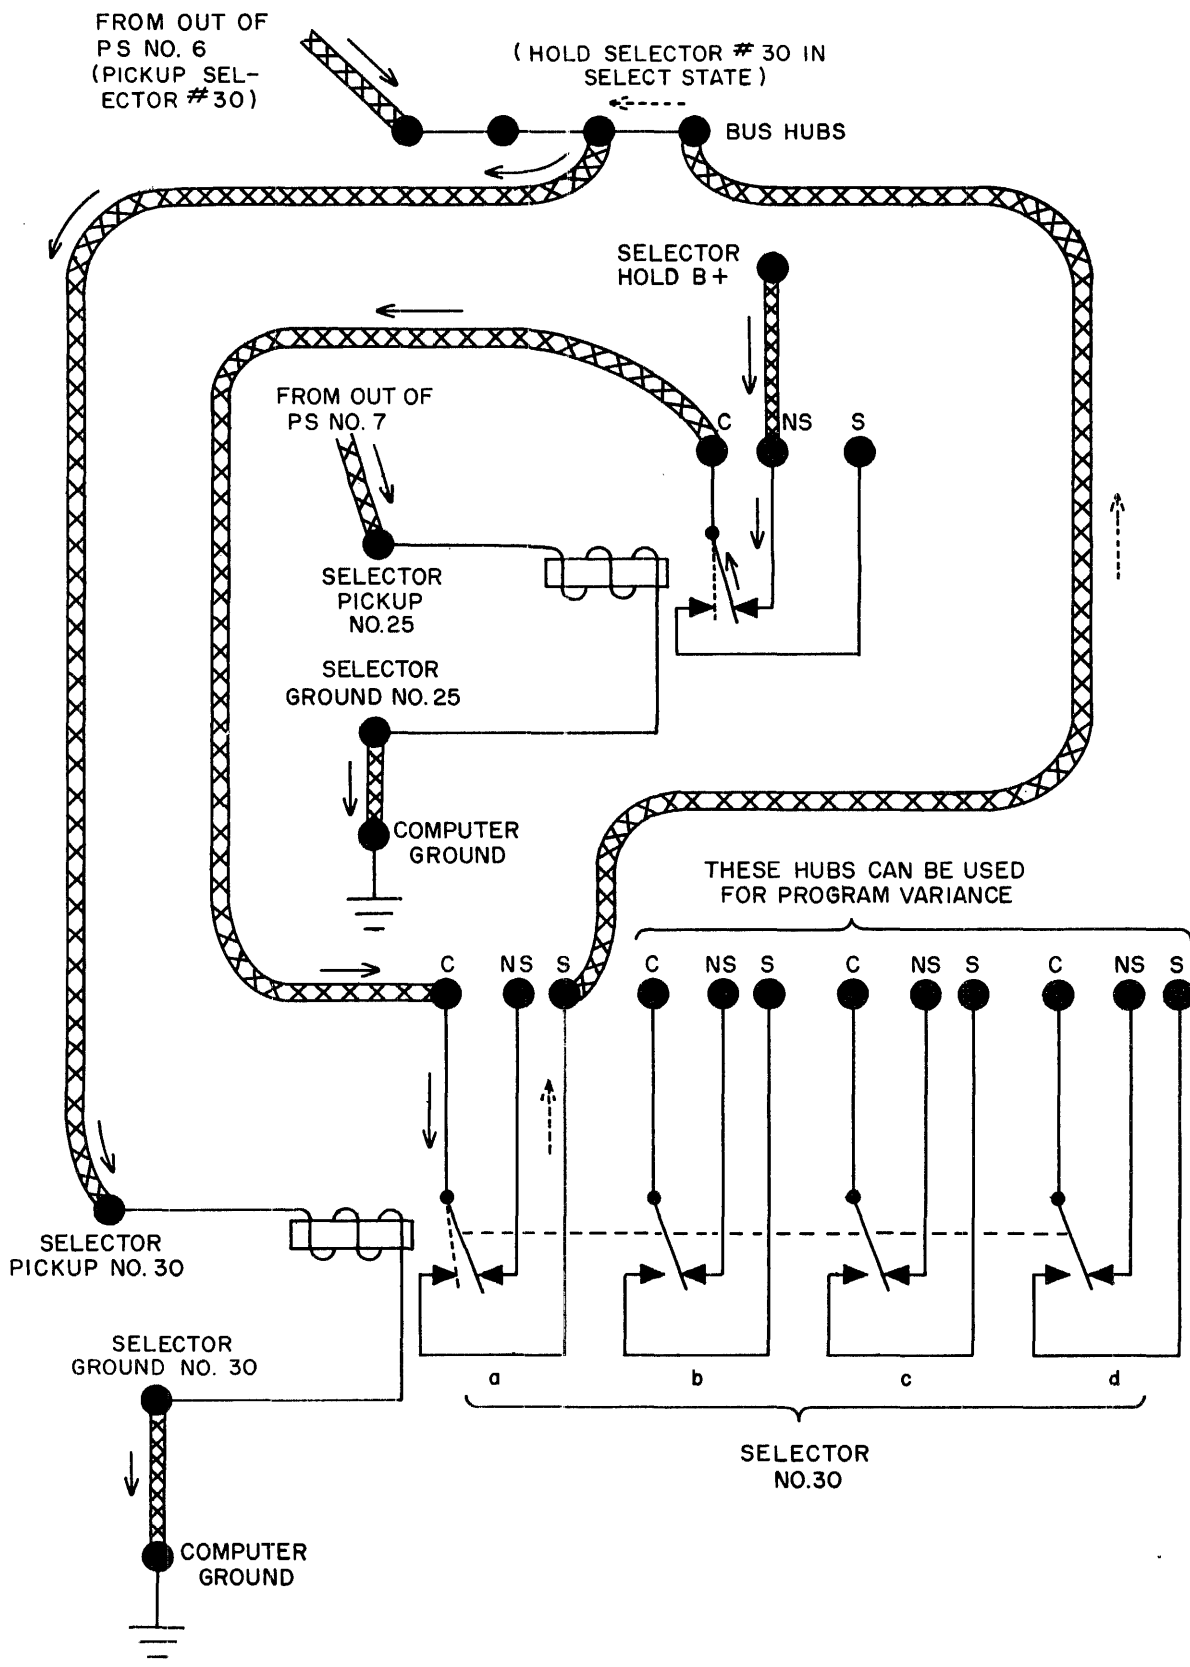 FROM OUT OF
PS NO. 6
(PICKUP SEL-
ECTOR #30)
(HOLD SELECTOR # 30 IN
SELECT STATE)
BUS HUBS
SELECTOR
HOLD B+
FROM OUT OF
PS NO. 7
C NS S
SELECTOR
PICKUP
NO.25
SELECTOR
GROUND NO. 25
COMPUTER
GROUND
THESE HUBS CAN BE USED
FOR PROGRAM VARIANCE
C NS S C NS S C NS S C NS S
SELECTOR
PICKUP NO. 30
SELECTOR
GROUND NO. 30
a b c d
SELECTOR
NO.30
COMPUTER
GROUND